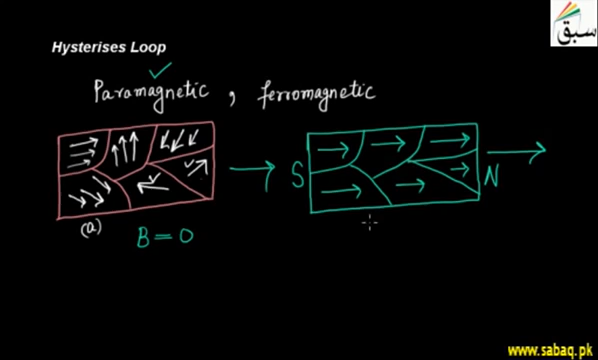 سبق
Hysterises Loop
Paramagnetic , ferromagnetic
S
N
(a)
B = 0
www.sabaq.pk